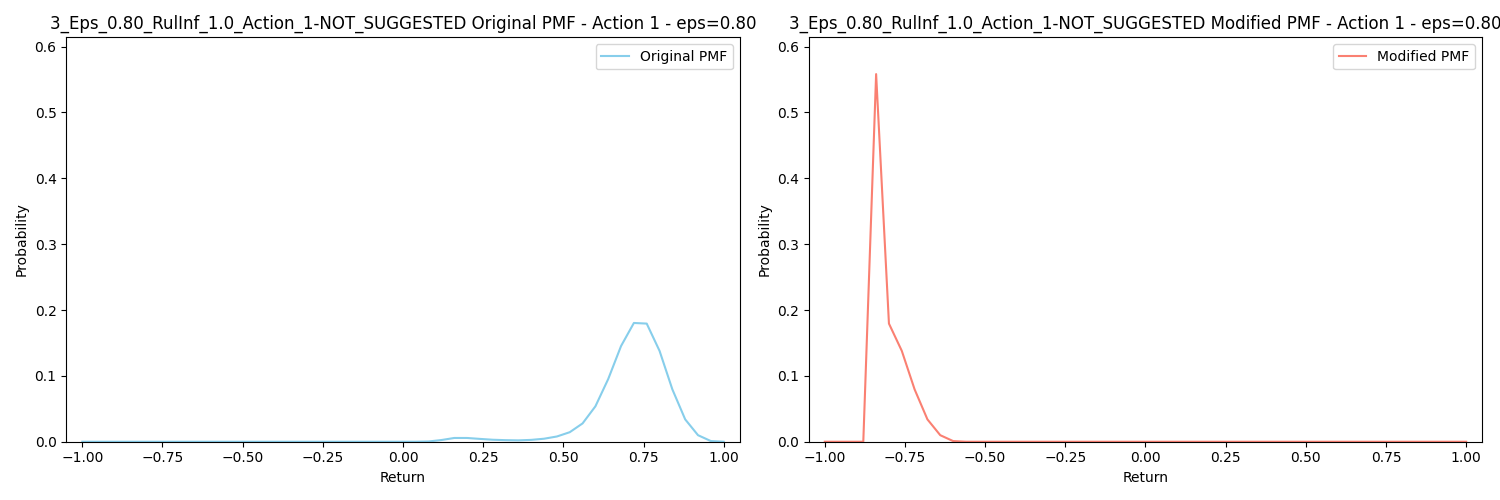 3_Eps_0.80_RulInf_1.0_Action_1-NOT_SUGGESTED Original PMF - Action 1 - eps=0.80
Original PMF
0.6
0.5
0.4
0.3
0.2
0.1
0.0
Probability
−1.00 −0.75 −0.50 −0.25 0.00 0.25 0.50 0.75 1.00
Return
3_Eps_0.80_RulInf_1.0_Action_1-NOT_SUGGESTED Modified PMF - Action 1 - eps=0.80
Modified PMF
0.6
0.5
0.4
0.3
0.2
0.1
0.0
Probability
−1.00 −0.75 −0.50 −0.25 0.00 0.25 0.50 0.75 1.00
Return